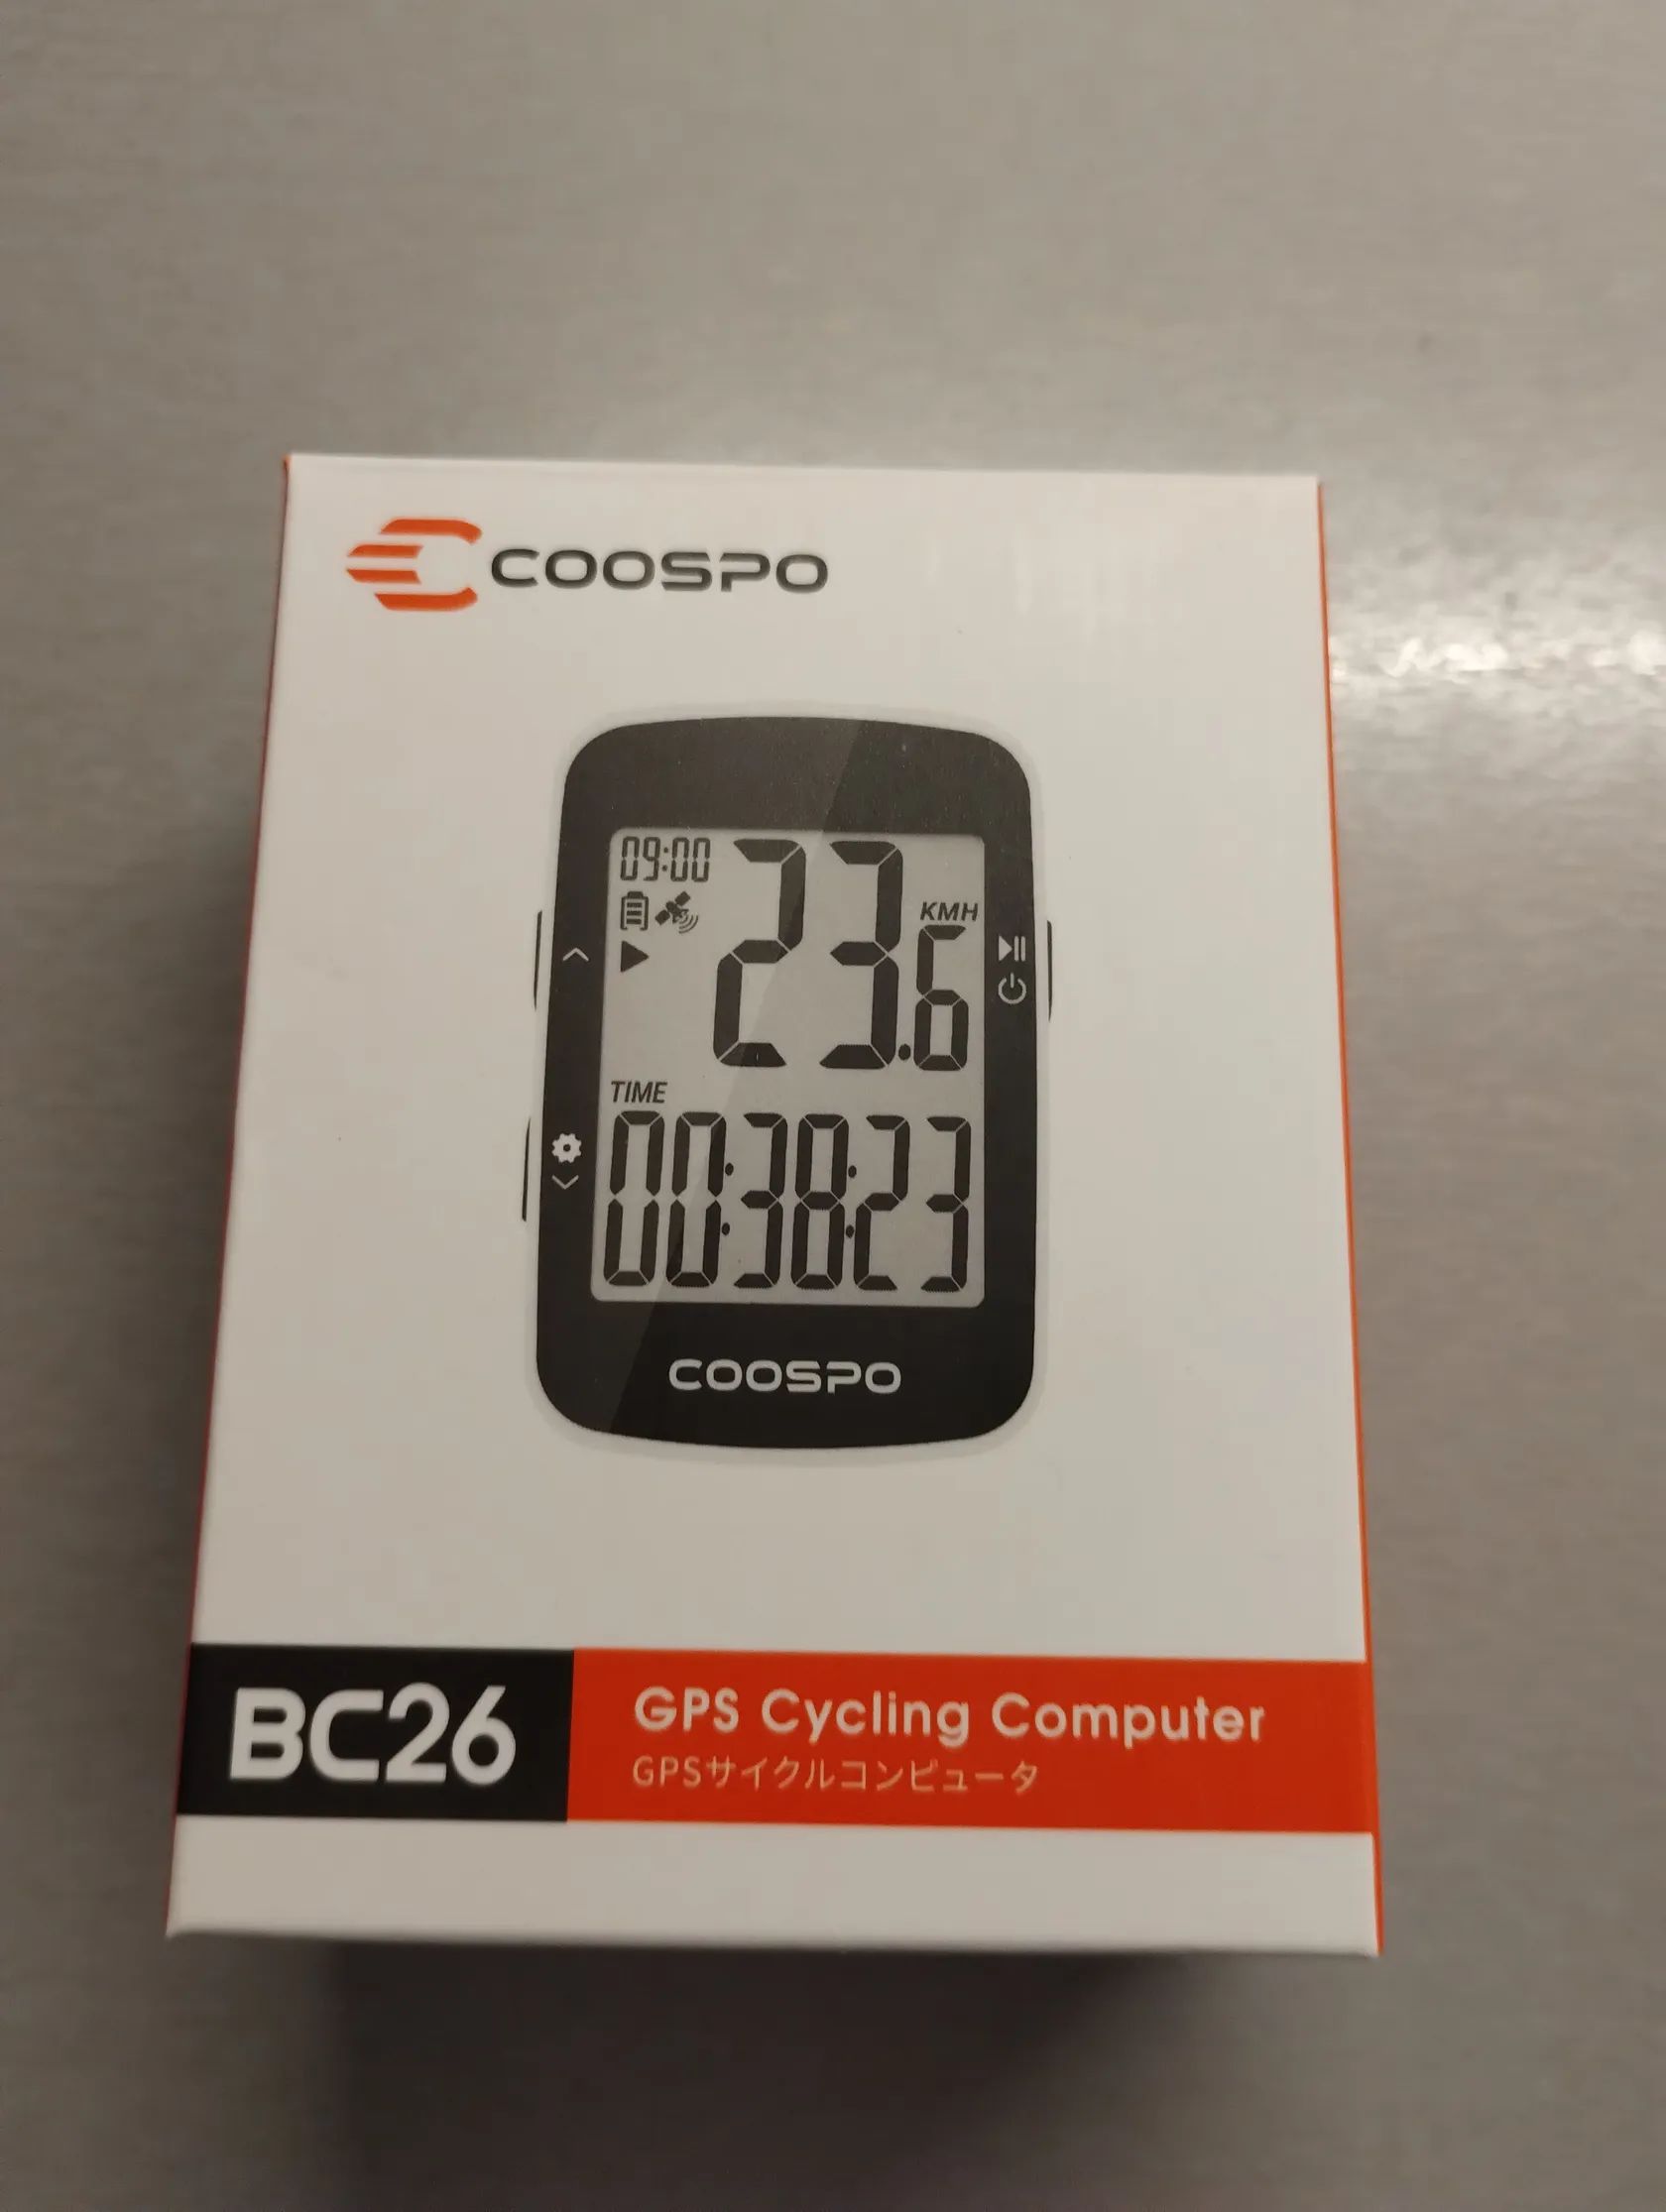 COOSPO
09:00
23.6
KMH
TIME
00:38:23
COOSPO
BC26
GPS Cycling Computer
GPSサイクルコンピュータ